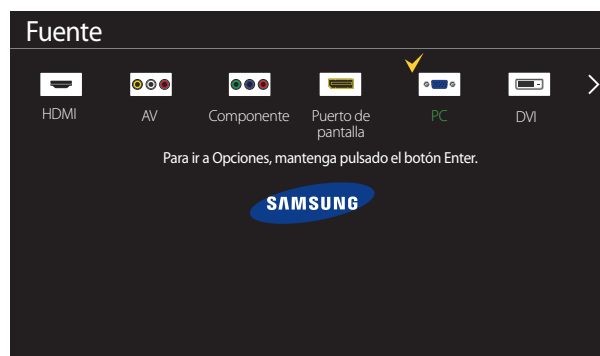 Fuente
HDMI AV Componente Puerto de pantalla PC DVI
Para ir a Opciones, mantenga pulsado el botón Enter.
SAMSUNG